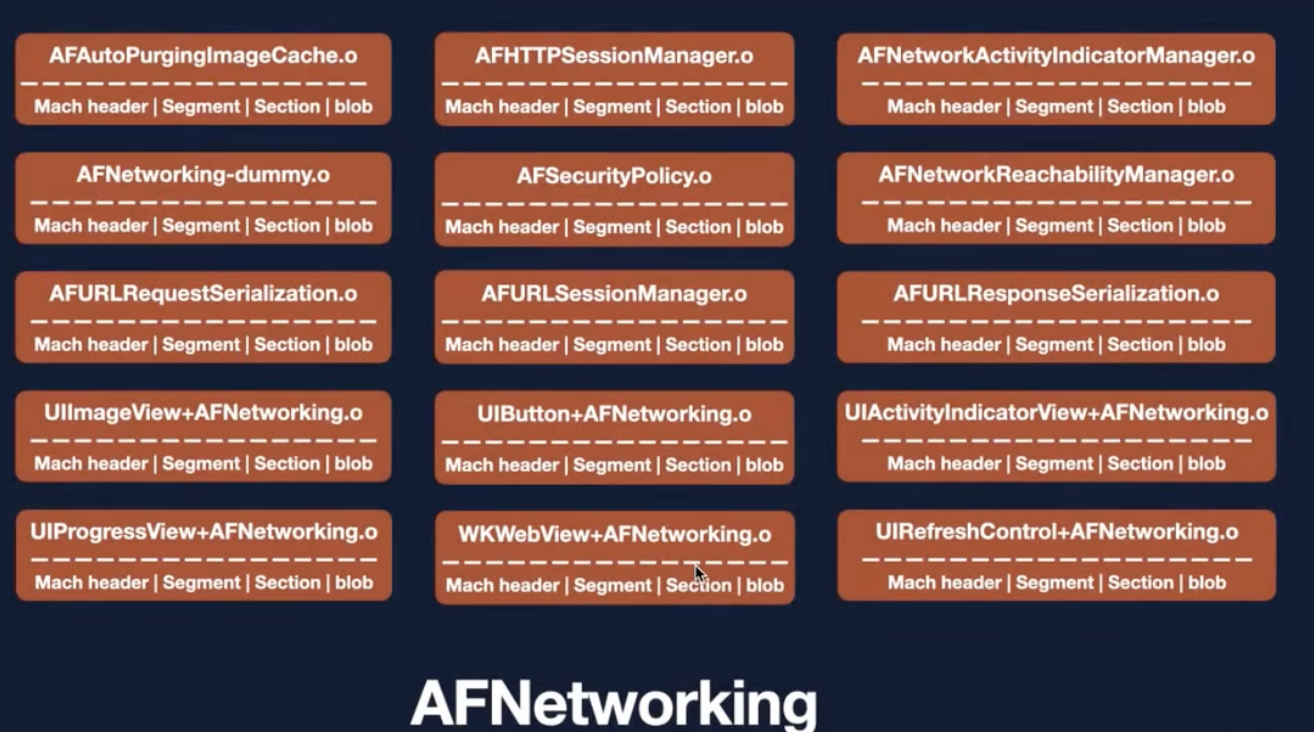 AFAutoPurgingImageCache.o
Mach header | Segment | Section | blob
AFHTTPSessionManager.o
Mach header | Segment | Section | blob
AFNetworkActivityIndicatorManager.o
Mach header | Segment | Section | blob
AFNetworking-dummy.o
Mach header | Segment | Section | blob
AFSecurityPolicy.o
Mach header | Segment | Section | blob
AFNetworkReachabilityManager.o
Mach header | Segment | Section | blob
AFURLRequestSerialization.o
Mach header | Segment | Section | blob
AFURLSessionManager.o
Mach header | Segment | Section | blob
AFURLResponseSerialization.o
Mach header | Segment | Section | blob
UIImageView+AFNetworking.o
Mach header | Segment | Section | blob
UIButton+AFNetworking.o
Mach header | Segment | Section | blob
UIActivityIndicatorView+AFNetworking.o
Mach header | Segment | Section | blob
UIProgressView+AFNetworking.o
Mach header | Segment | Section | blob
WKWebView+AFNetworking.o
Mach header | Segment | Section | blob
UIRefreshControl+AFNetworking.o
Mach header | Segment | Section | blob
AFNetworking